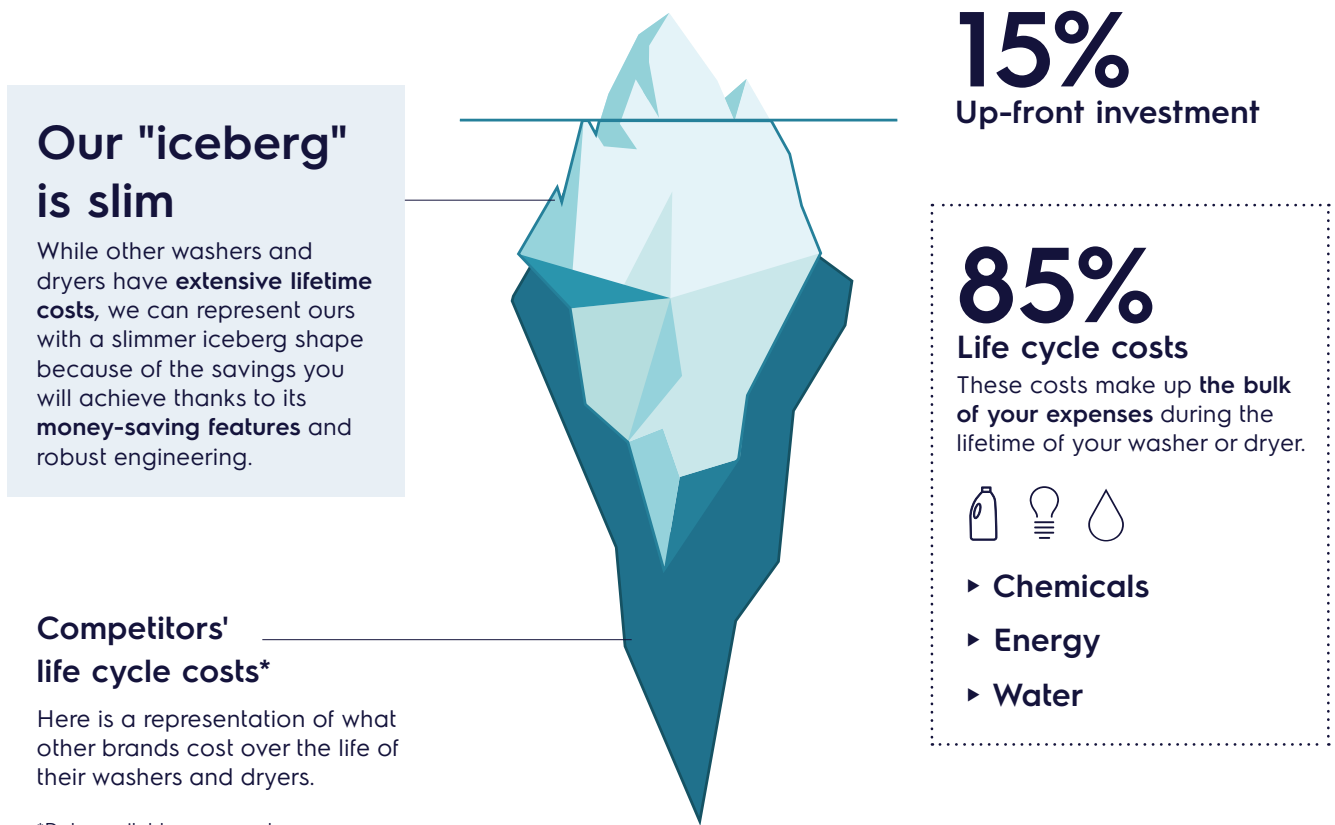 Our "iceberg"
is slim
While other washers and
dryers have extensive lifetime
costs, we can represent ours
with a slimmer iceberg shape
because of the savings you
will achieve thanks to its
money-saving features and
robust engineering.
Competitors'
life cycle costs*
Here is a representation of what
other brands cost over the life of
their washers and dryers.
15%
Up-front investment
85%
Life cycle costs
These costs make up the bulk
of your expenses during the
lifetime of your washer or dryer.
Chemicals
Energy
Water